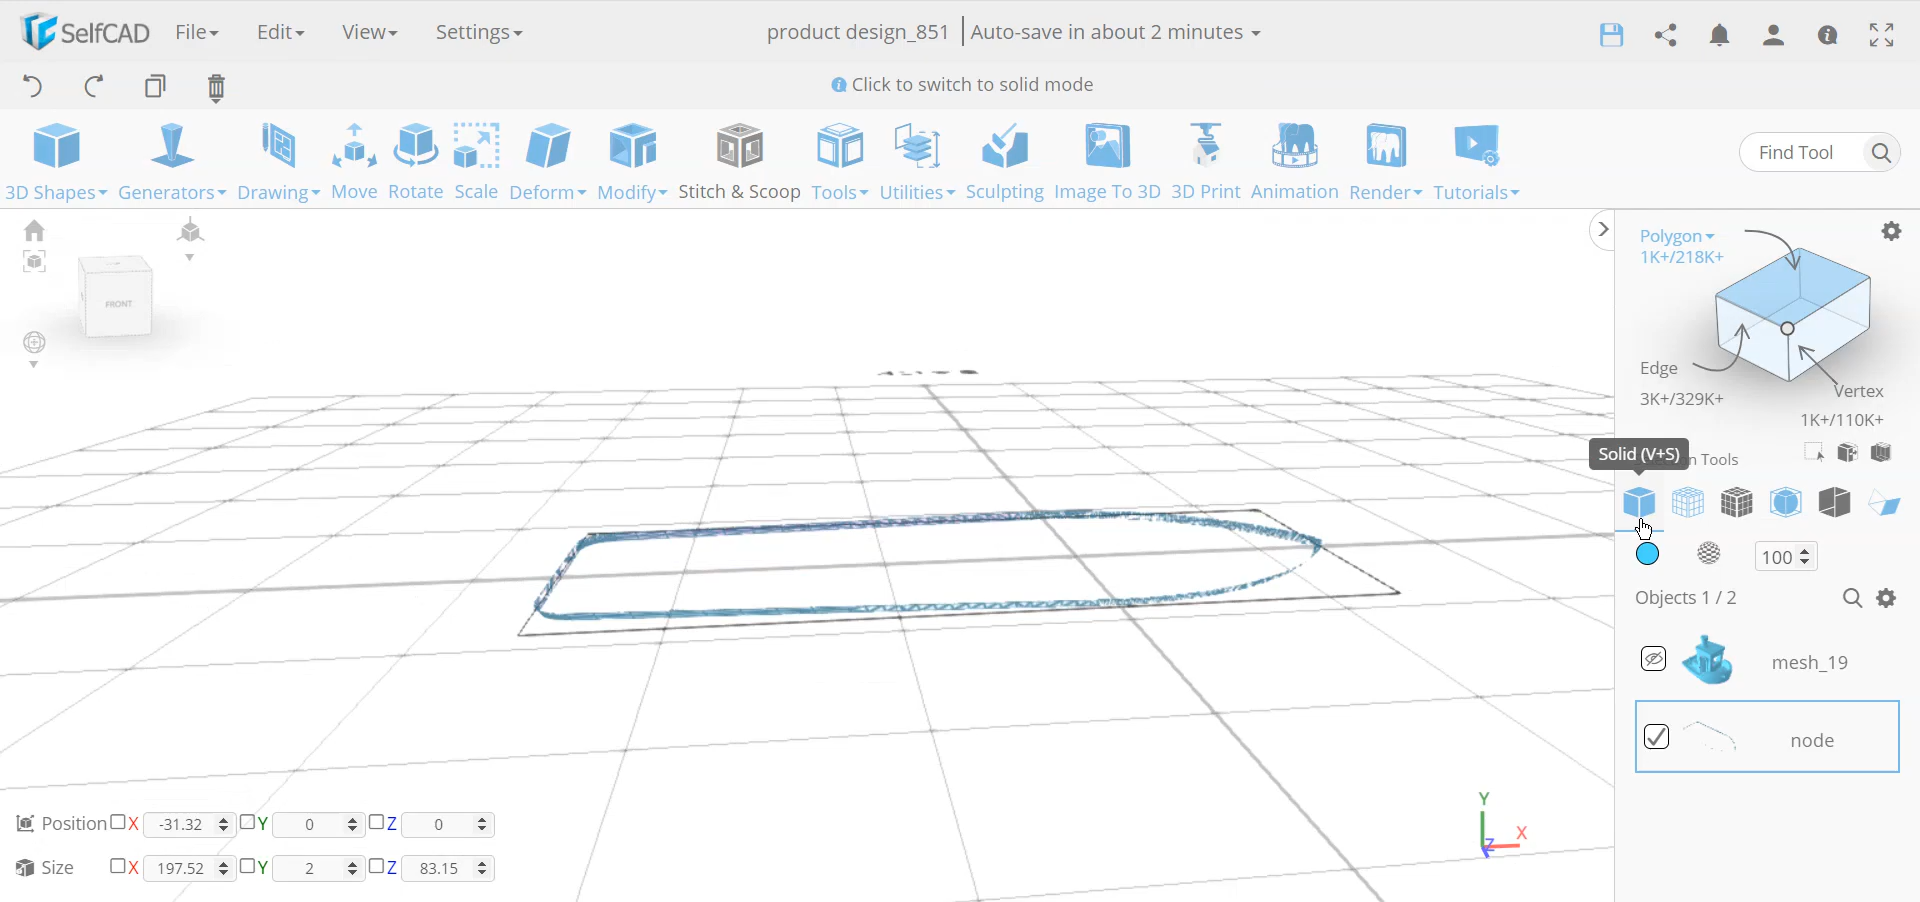 SelfCAD File Edit View Settings product design_851 Auto-save in about 2 minutes
Click to switch to solid mode
Find Tool
3D Shapes Generators Drawing Move Rotate Scale Deform Modify Stitch & Scoop Tools Utilities Sculpting Image To 3D 3D Print Animation Render Tutorials
FRONT
Polygon
1K+/218K+
Edge
3K+/329K+
Vertex
1K+/110K+
Solid (V+S)
Tools
100
Objects 1 / 2
mesh_19
node
Position X -31.32 Y 0 Z 0
Size X 197.52 Y 2 Z 83.15
Y
X
Z